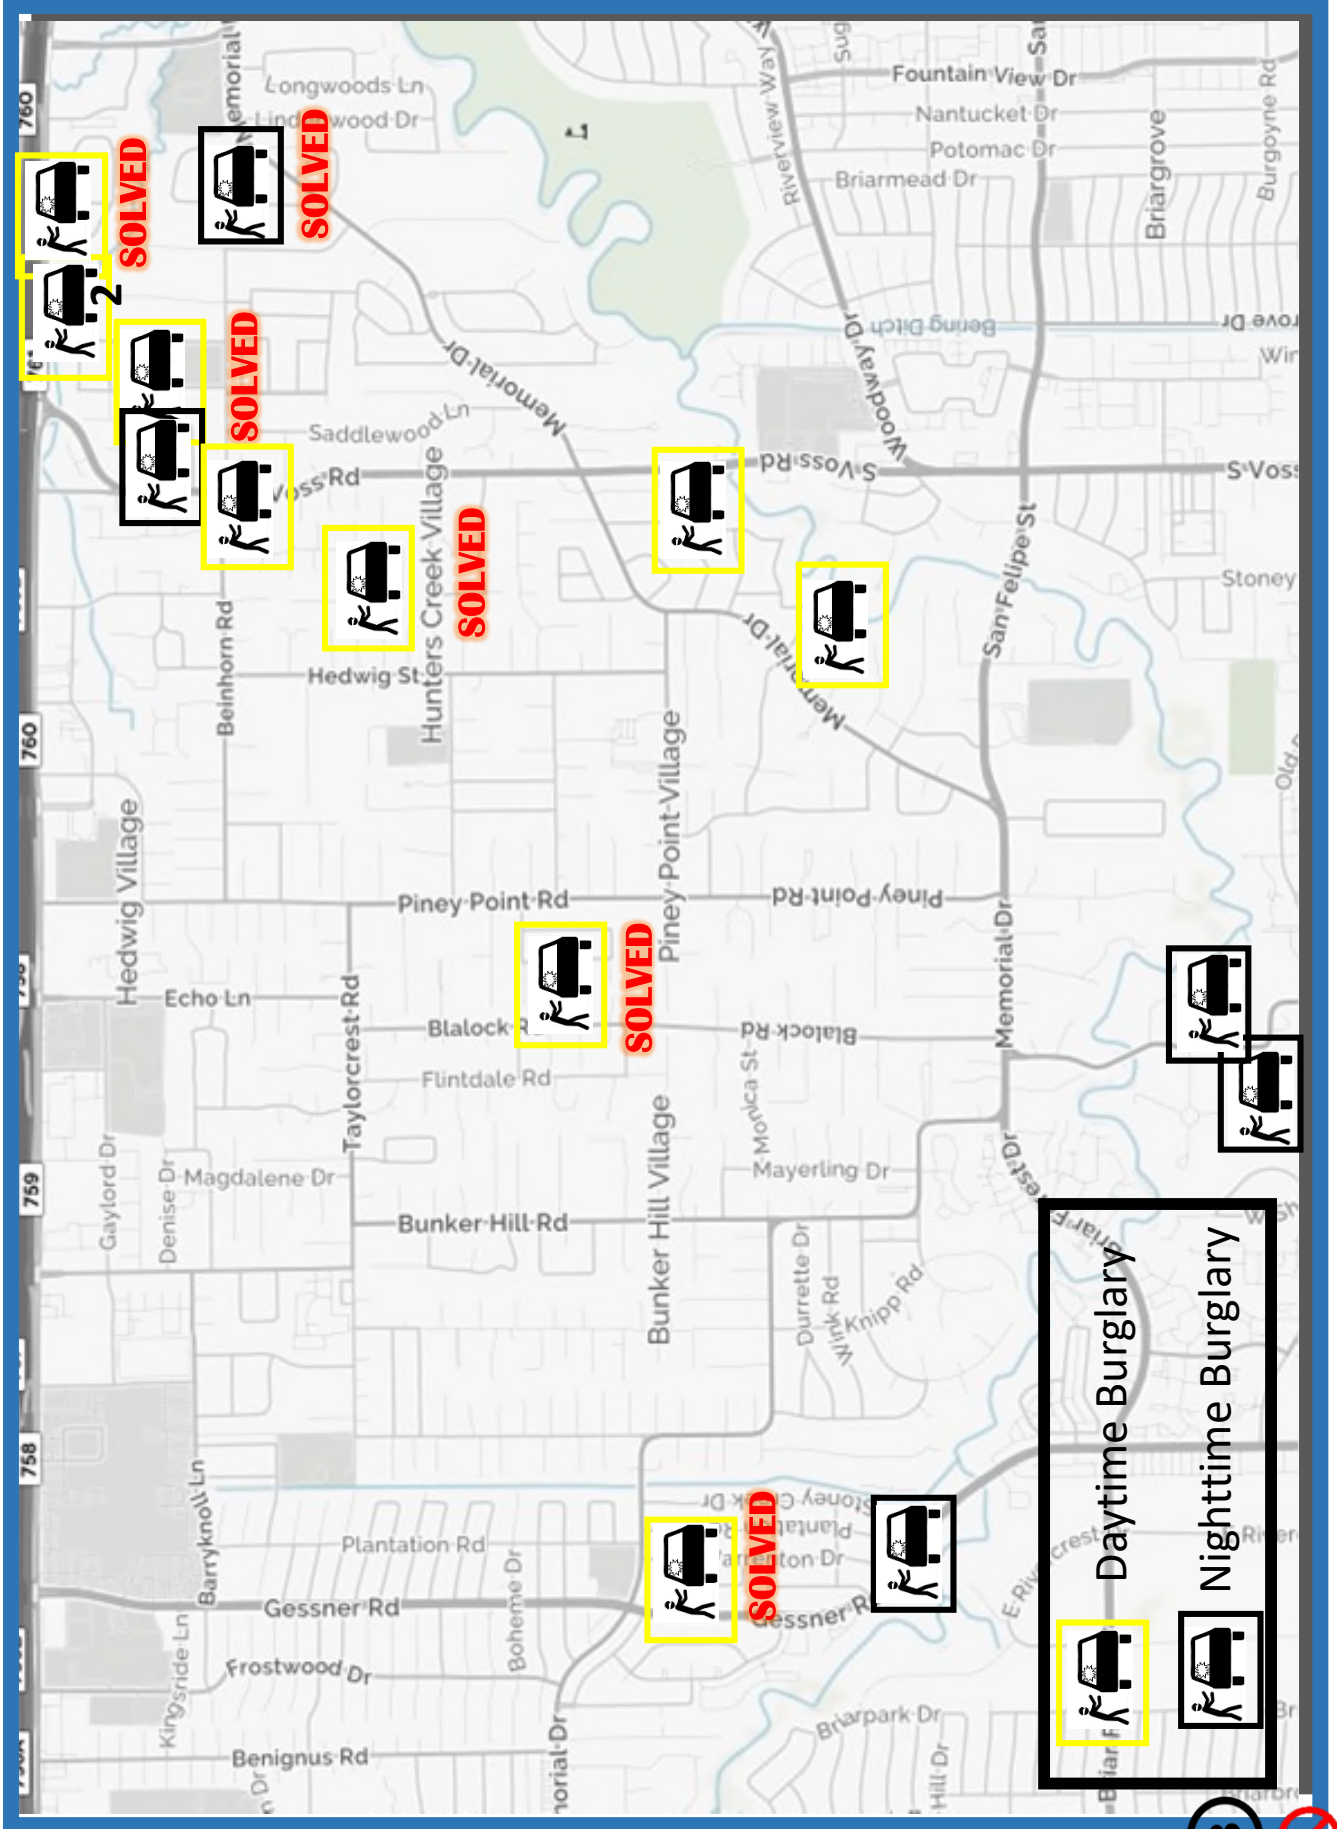 Memorial
Longwoods Ln
Fountain View Dr
Nantucket Dr
Potomac Dr
Briarmead Dr
Riverview Way
Briargrove
Burgoyne Rd
760
SOLVED
SOLVED
2
SOLVED
Memorial Dr
Bering Ditch
Woodway Dr
Saddlewood Ln
Voss Rd
S Voss Rd
S Voss
Hunters Creek Village
SOLVED
San Felipe St
Stoney
Beinhorn Rd
Hedwig St
Memorial Dr
760
Hedwig Village
Piney Point Village
Piney Point Rd
Piney Point Rd
Memorial Dr
Echo Ln
Taylorcrest Rd
Blalock
SOLVED
Blalock Rd
Flintdale Rd
Monica St
759
Gaylord Dr
Denise Dr
Magdalene Dr
Mayerling Dr
Bunker Hill Village
Bunker Hill Rd
Durrette Dr
Wink Rd
Knipp Rd
758
Barryknoll Ln
Plantation Rd
Boheme Dr
Stoney Creek Dr
SOLVED
Gessner Rd
Gessner
Kingsride Ln
Frostwood Dr
Benignus Rd
Briarpark Dr
Hill Dr
Daytime Burglary
Nighttime Burglary